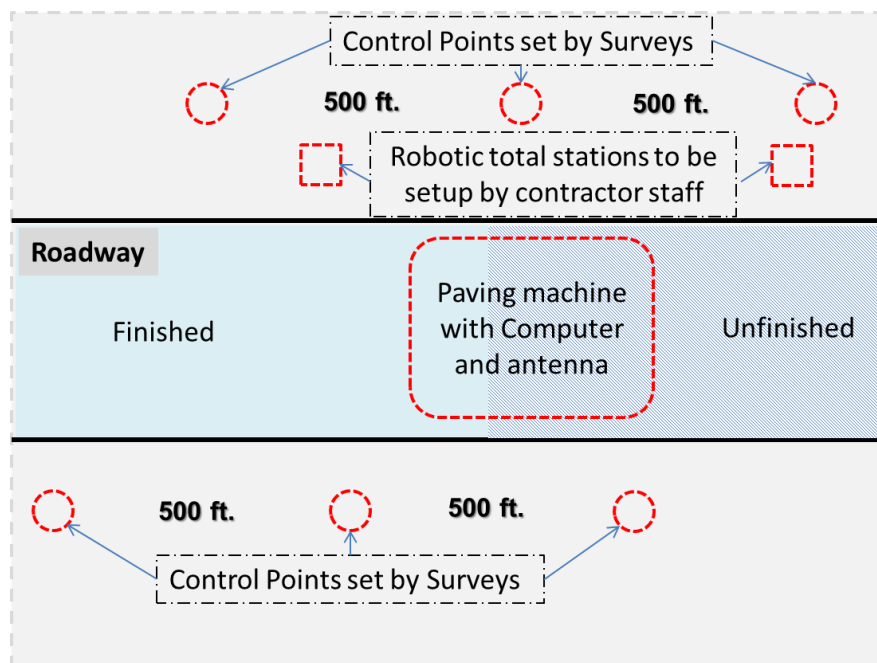 Control Points set by Surveys
500 ft.
500 ft.
Robotic total stations to be
setup by contractor staff
Roadway
Finished
Paving machine
with Computer
and antenna
Unfinished
500 ft.
500 ft.
Control Points set by Surveys